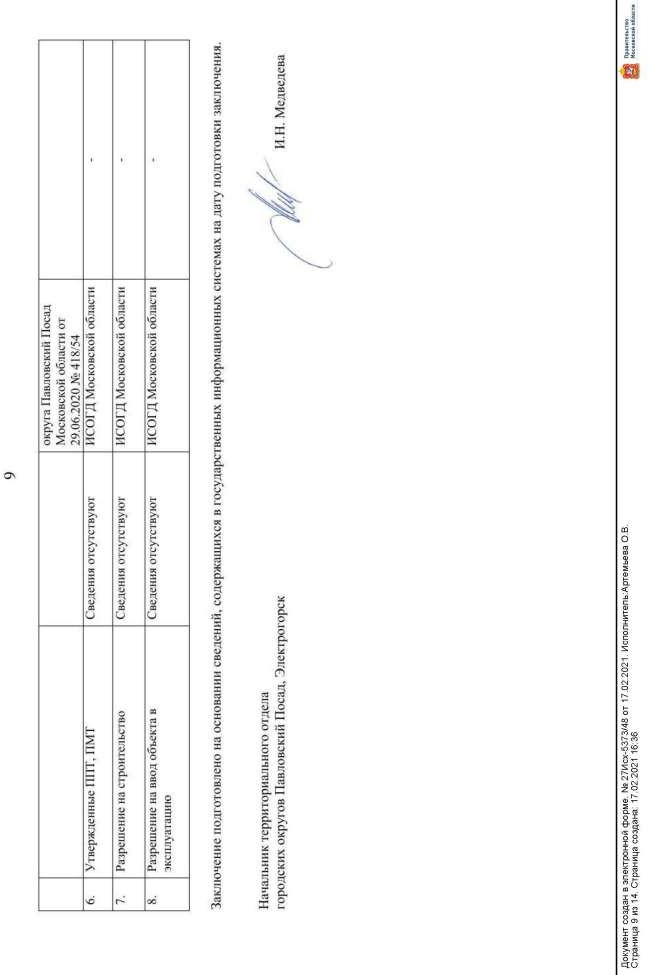 9
округа Павловский Посад
Московской области от
29.06.2020 № 418/54
6. Утвержденные ППТ, ПМТ Сведения отсутствуют ИСОГД Московской области -
7. Разрешение на строительство Сведения отсутствуют ИСОГД Московской области -
8. Разрешение на ввод объекта в Сведения отсутствуют ИСОГД Московской области -
эксплуатацию
Заключение подготовлено на основании сведений, содержащихся в государственных информационных системах на дату подготовки заключения.
Начальник территориального отдела
городских округов Павловский Посад, Электрогорск И.Н. Медведева
Документ создан в электронной форме. № 27Исх-5373/48 от 17.02.2021. Исполнитель:Артемьева О.В.
Страница 9 из 14. Страница создана: 17.02.2021 16:36
Правительство
Московской области